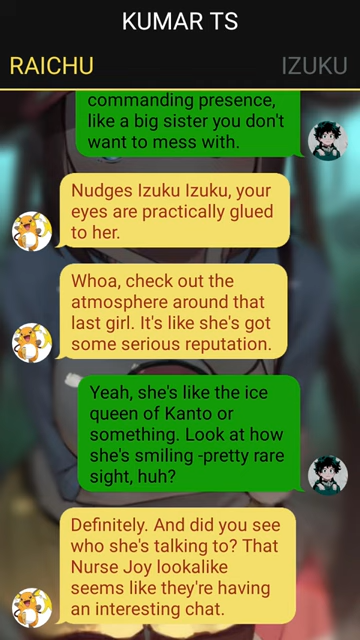 KUMAR TS
RAICHU
IZUKU
commanding presence,
like a big sister you don't
want to mess with.
Nudges Izuku Izuku, your
eyes are practically glued
to her.
Whoa, check out the
atmosphere around that
last girl. It's like she's got
some serious reputation.
Yeah, she's like the ice
queen of Kanto or
something. Look at how
she's smiling -pretty rare
sight, huh?
Definitely. And did you see
who she's talking to? That
Nurse Joy lookalike
seems like they're having
an interesting chat.